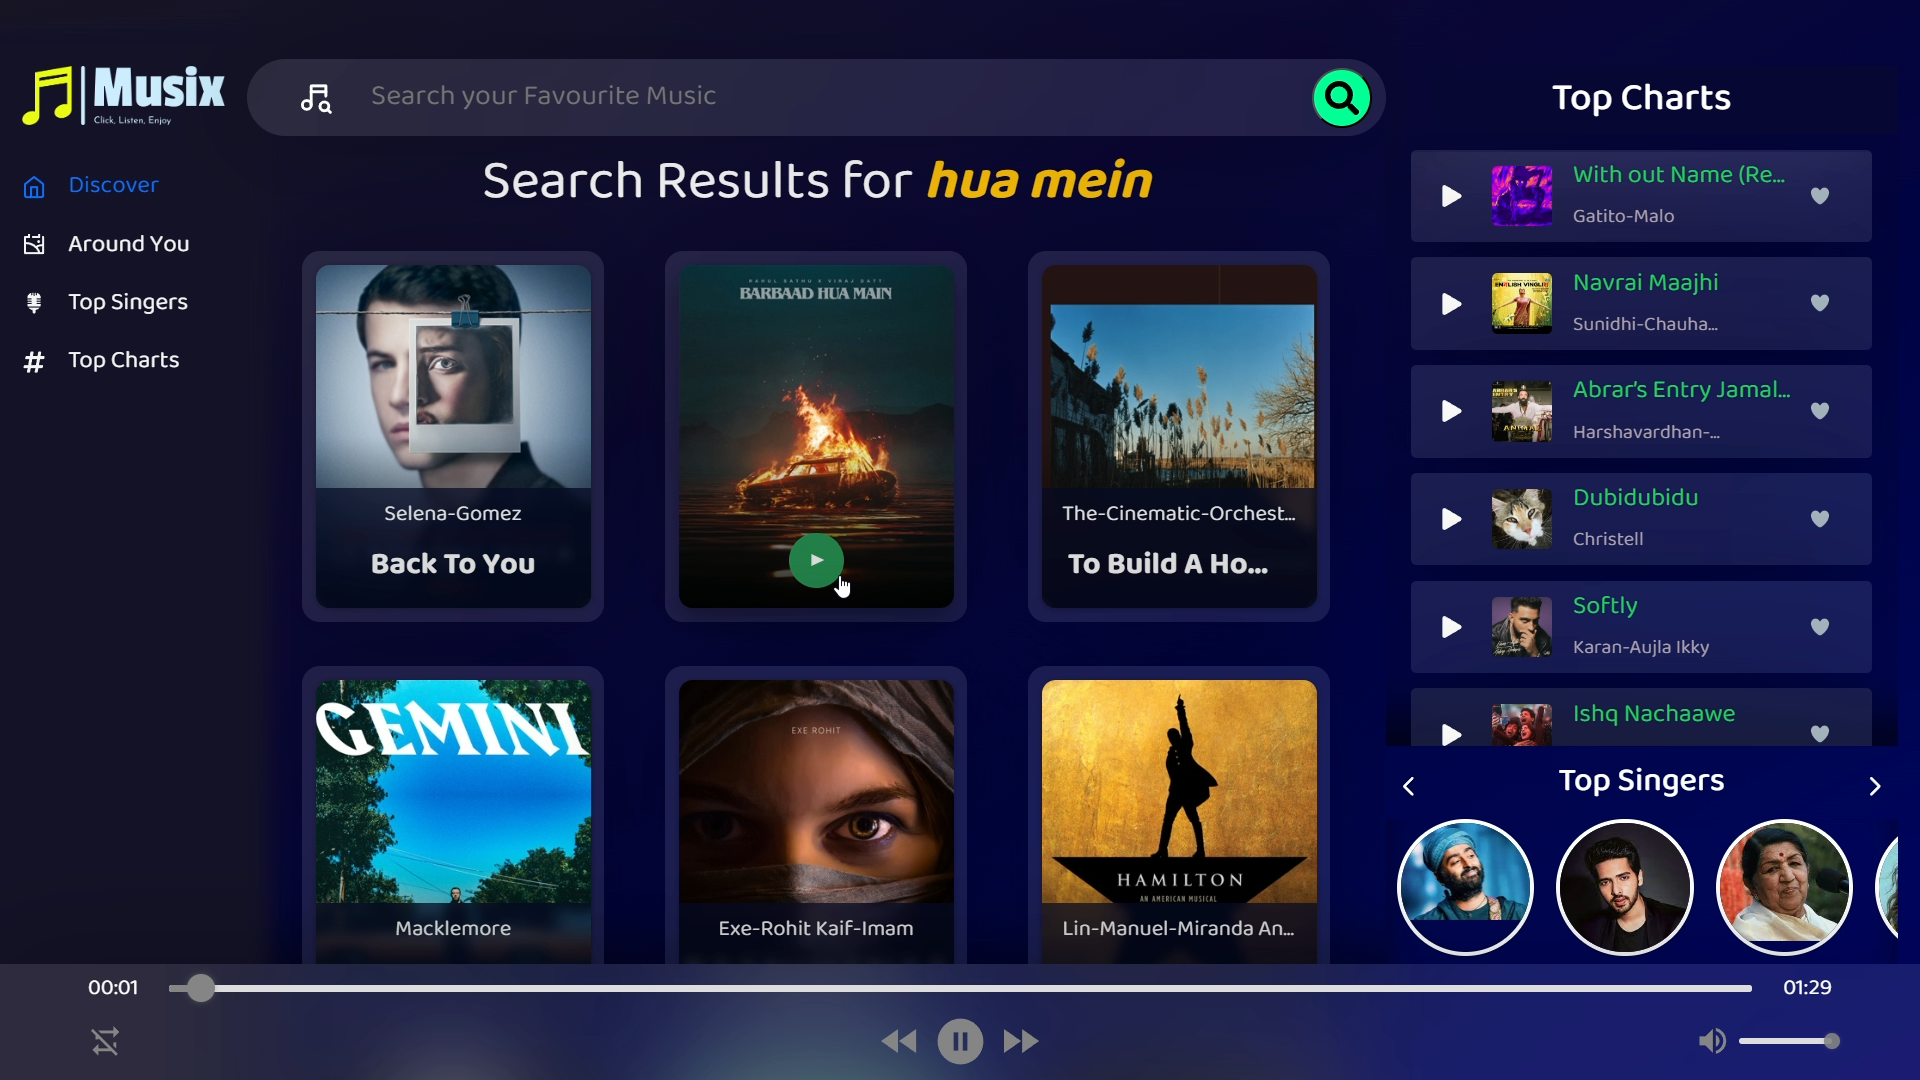 Musix
Click, Listen, Enjoy
Search your Favourite Music
Discover
Around You
Top Singers
Top Charts
Search Results for hua mein
Selena-Gomez
Back To You
BARBAAD HUA MAIN
The-Cinematic-Orchest...
To Build A Ho...
GEMINI
Macklemore
EXE ROHIT
Exe-Rohit Kaif-Imam
HAMILTON
AN AMERICAN MUSICAL
Lin-Manuel-Miranda An...
Top Charts
With out Name (Re...
Gatito-Malo
Navrai Maajhi
Sunidhi-Chauha...
Abrar's Entry Jamal...
Harshavardhan-...
Dubidubidu
Christell
Softly
Karan-Aujla Ikky
Ishq Nachaawe
Top Singers
00:01
01:29